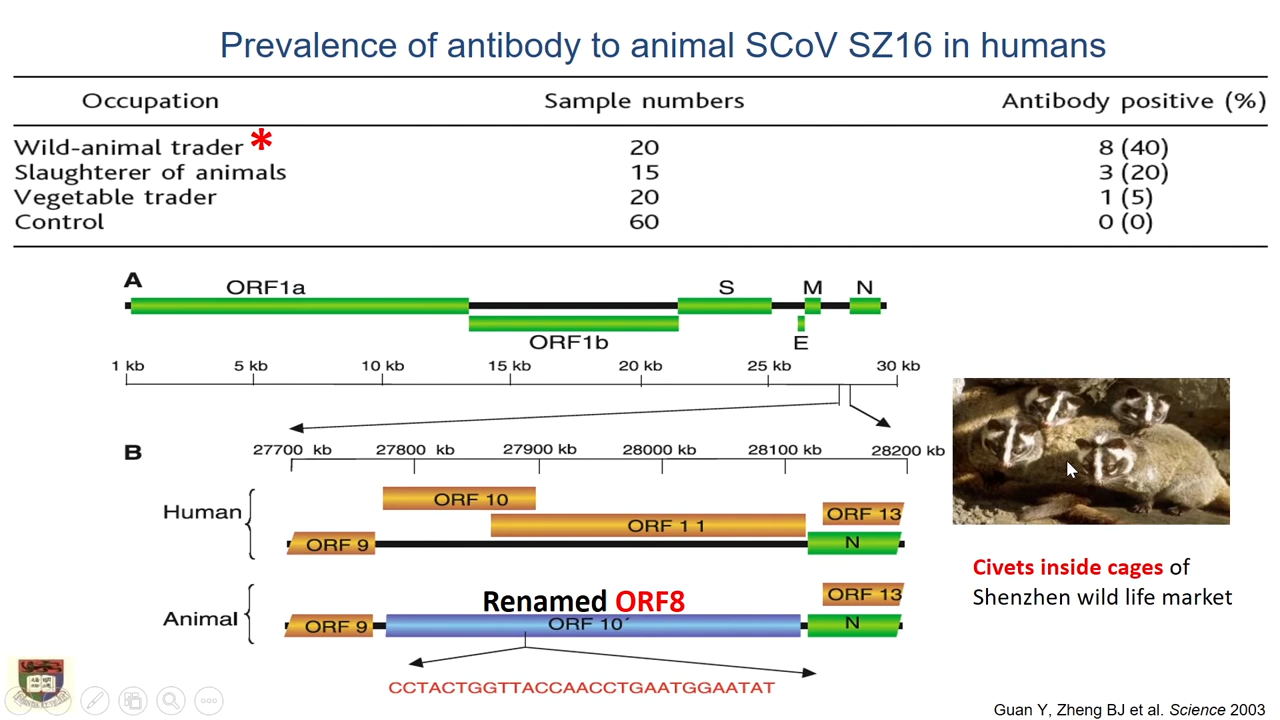 Prevalence of antibody to animal SCoV SZ16 in humans
Occupation Sample numbers Antibody positive (%)
Wild-animal trader * 20 8 (40)
Slaughterer of animals 15 3 (20)
Vegetable trader 20 1 (5)
Control 60 0 (0)
A
ORF1a S M N
ORF1b E
1 kb 5 kb 10 kb 15 kb 20 kb 25 kb 30 kb
B
27700 kb 27800 kb 27900 kb 28000 kb 28100 kb 28200 kb
Human
ORF 10
ORF 13
ORF 1 1
ORF 9 N
Renamed ORF8
ORF 13
Animal
ORF 9 ORF 10´ N
CCTACTGGTTACCAACCTGAATGGAATAT
Civets inside cages of
Shenzhen wild life market
Guan Y, Zheng BJ et al. Science 2003